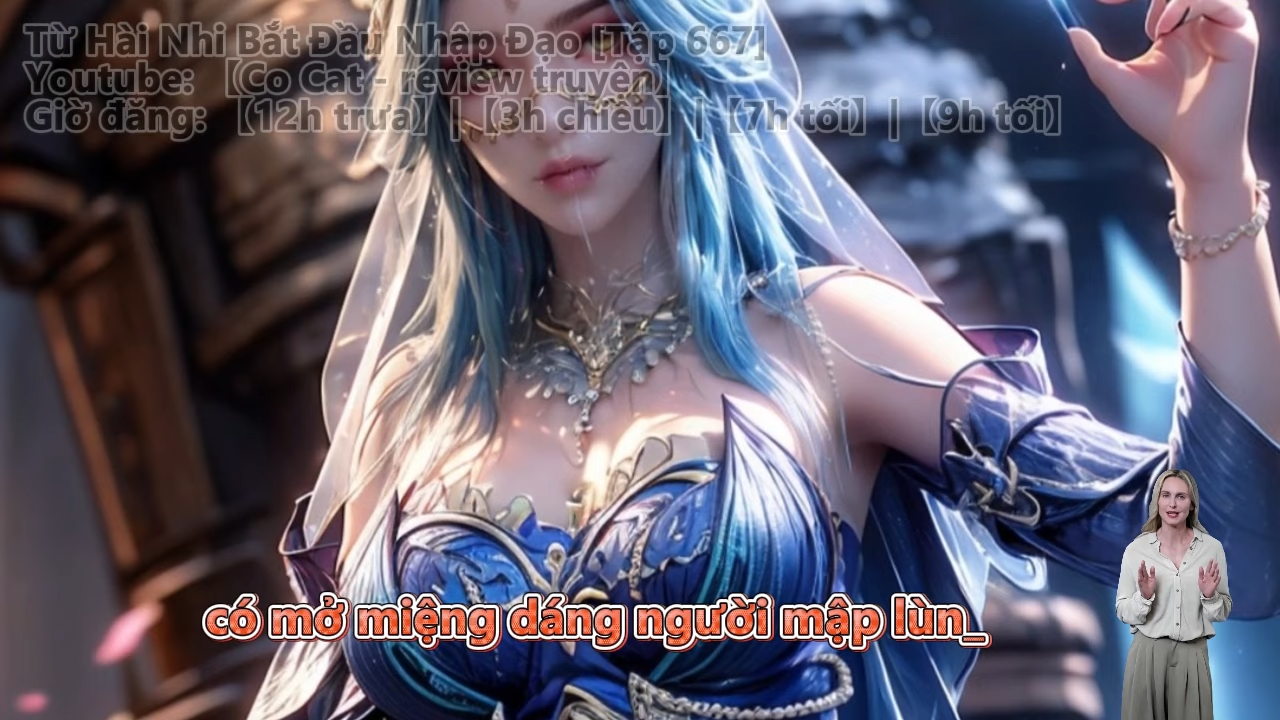 Từ Hài Nhi Bắt Đầu Nhập Đạo [Tập 667]
Youtube: [Cò Cat - review truyện]
Giờ đăng: [12h trưa] | [3h chiều] | [7h tối] | [9h tối]
có mở miệng dáng người mập lùn_